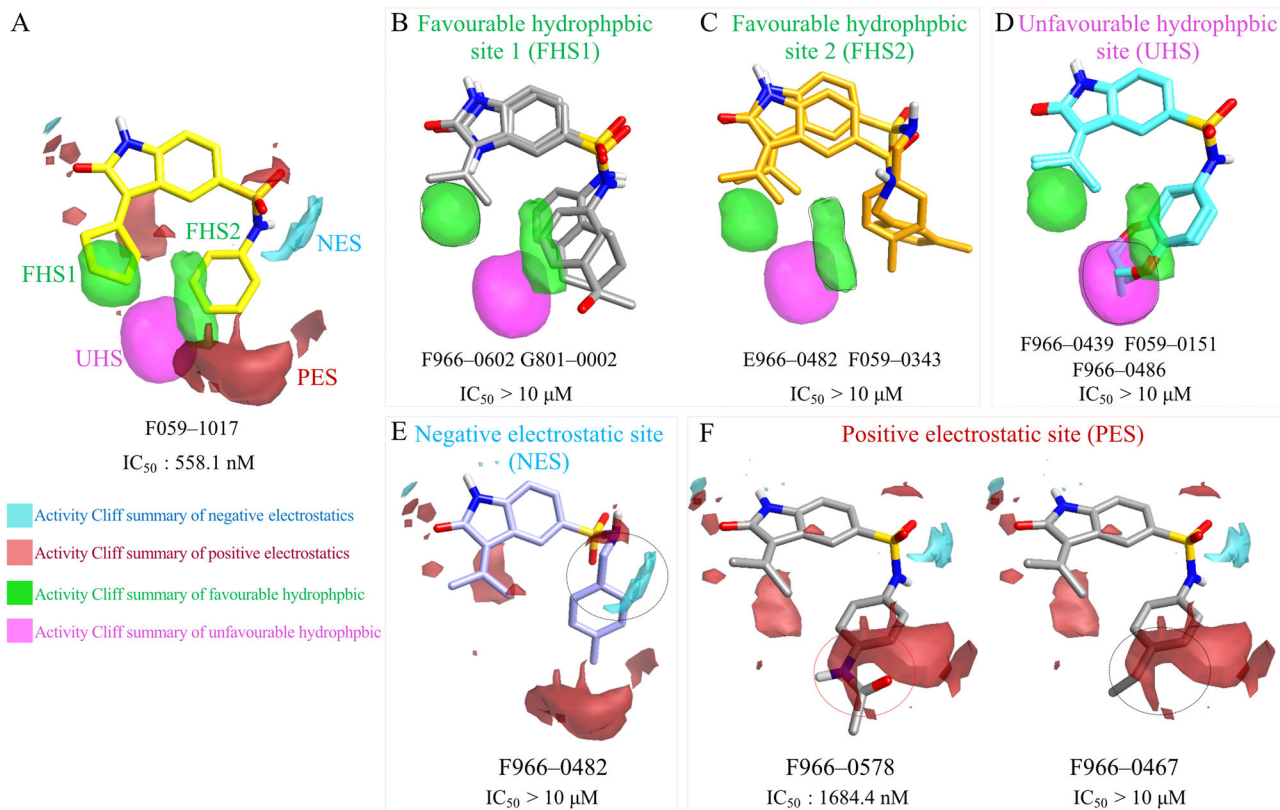 A
FHS1
FHS2
NES
UHS
PES
F059–1017
IC50 : 558.1 nM
Activity Cliff summary of negative electrostatics
Activity Cliff summary of positive electrostatics
Activity Cliff summary of favourable hydrophpbic
Activity Cliff summary of unfavourable hydrophpbic
B Favourable hydrophpbic
site 1 (FHS1)
F966–0602 G801–0002
IC50 > 10 μM
C Favourable hydrophpbic
site 2 (FHS2)
E966–0482 F059–0343
IC50 > 10 μM
D Unfavourable hydrophpbic
site (UHS)
F966–0439 F059–0151
F966–0486
IC50 > 10 μM
E Negative electrostatic site
(NES)
F966–0482
IC50 > 10 μM
F Positive electrostatic site (PES)
F966–0578
IC50 : 1684.4 nM
F966–0467
IC50 > 10 μM